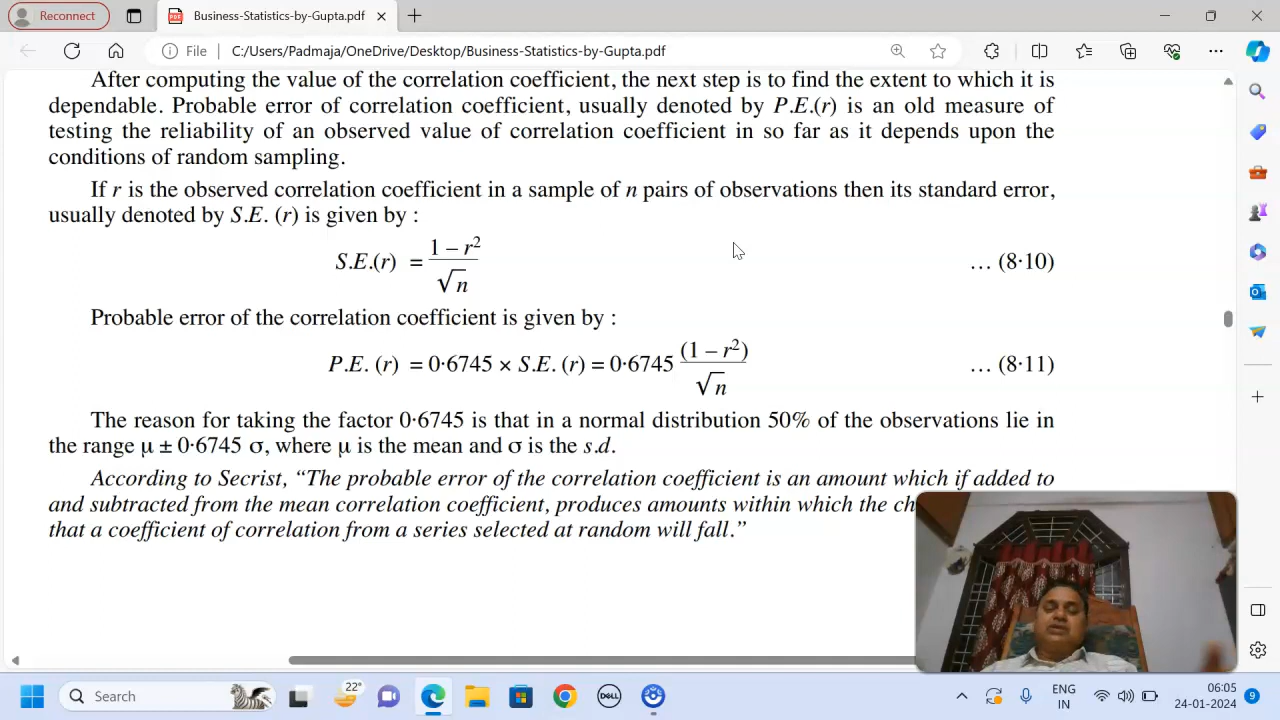 Reconnect
Business-Statistics-by-Gupta.pdf
File C:/Users/Padmaja/OneDrive/Desktop/Business-Statistics-by-Gupta.pdf
After computing the value of the correlation coefficient, the next step is to find the extent to which it is
dependable. Probable error of correlation coefficient, usually denoted by P.E.(r) is an old measure of
testing the reliability of an observed value of correlation coefficient in so far as it depends upon the
conditions of random sampling.
If r is the observed correlation coefficient in a sample of n pairs of observations then its standard error,
usually denoted by S.E. (r) is given by :
S.E.(r) = (1 – r²)/√n … (8·10)
Probable error of the correlation coefficient is given by :
P.E. (r) = 0·6745 × S.E. (r) = 0·6745 (1 – r²)/√n … (8·11)
The reason for taking the factor 0·6745 is that in a normal distribution 50% of the observations lie in
the range μ ± 0·6745 σ, where μ is the mean and σ is the s.d.
According to Secrist, “The probable error of the correlation coefficient is an amount which if added to
and subtracted from the mean correlation coefficient, produces amounts within which the ch
that a coefficient of correlation from a series selected at random will fall.”
Search
22°
DELL
ENG
IN
06:05
24-01-2024
9